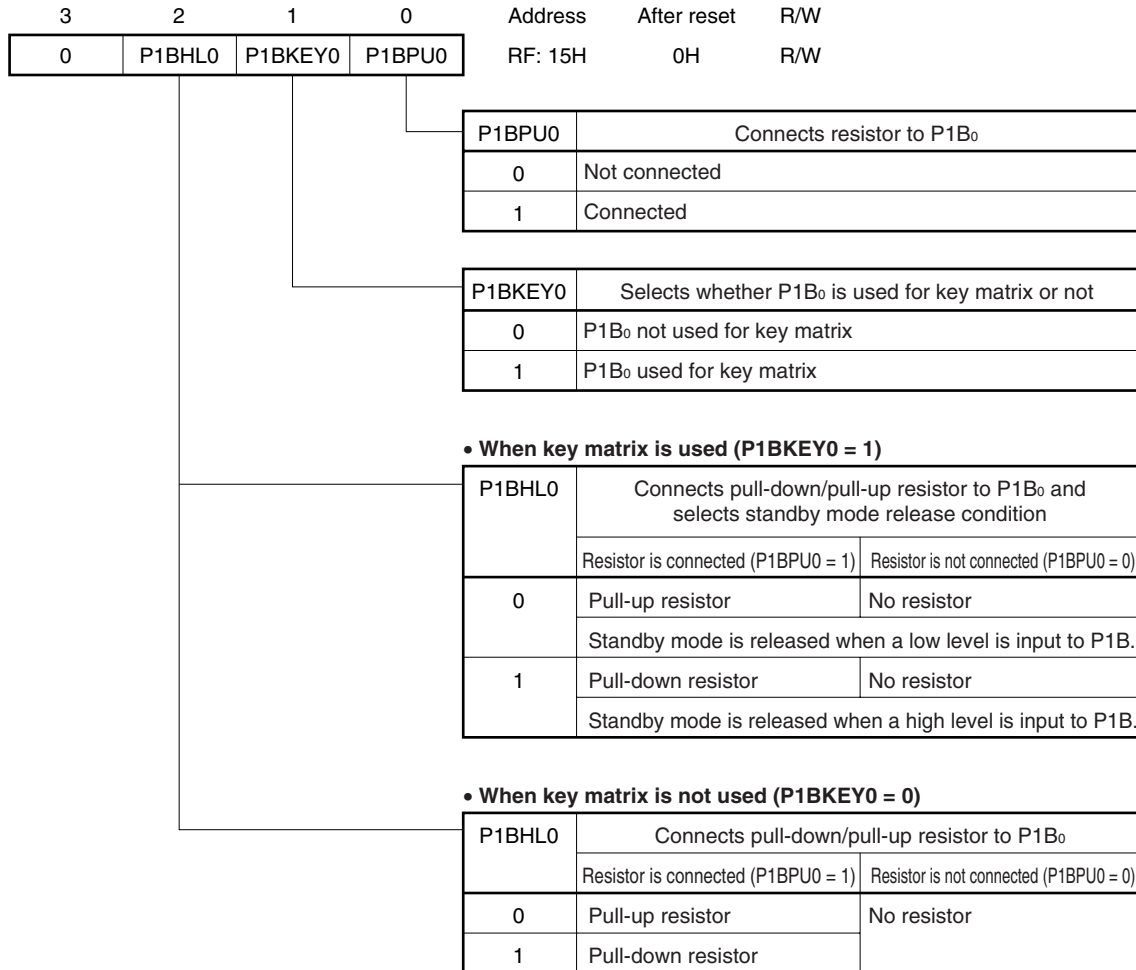 3 2 1 0 Address After reset R/W
0 P1BHL0 P1BKEY0 P1BPU0 RF: 15H 0H R/W
P1BPU0 Connects resistor to P1B0
0 Not connected
1 Connected
P1BKEY0 Selects whether P1B0 is used for key matrix or not
0 P1B0 not used for key matrix
1 P1B0 used for key matrix
• When key matrix is used (P1BKEY0 = 1)
P1BHL0 Connects pull-down/pull-up resistor to P1B0 and
selects standby mode release condition
Resistor is connected (P1BPU0 = 1) Resistor is not connected (P1BPU0 = 0)
0 Pull-up resistor No resistor
Standby mode is released when a low level is input to P1B.
1 Pull-down resistor No resistor
Standby mode is released when a high level is input to P1B.
• When key matrix is not used (P1BKEY0 = 0)
P1BHL0 Connects pull-down/pull-up resistor to P1B0
Resistor is connected (P1BPU0 = 1) Resistor is not connected (P1BPU0 = 0)
0 Pull-up resistor No resistor
1 Pull-down resistor